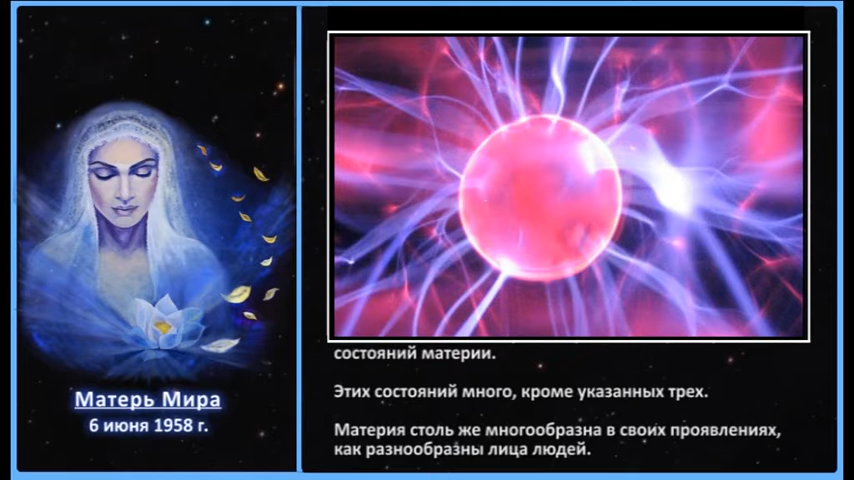 Матерь Мира
6 июня 1958 г.
состояний материи.
Этих состояний много, кроме указанных трех.
Материя столь же многообразна в своих проявлениях,
как разнообразны лица людей.